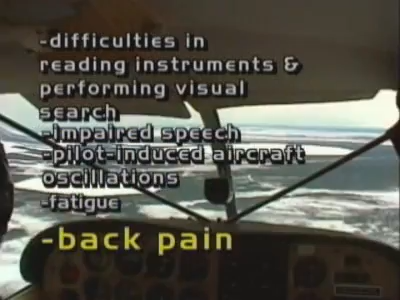 -difficulties in
reading instruments &
performing visual
search
-impaired speech
-pilot-induced aircraft
oscillations
-fatigue
-back pain